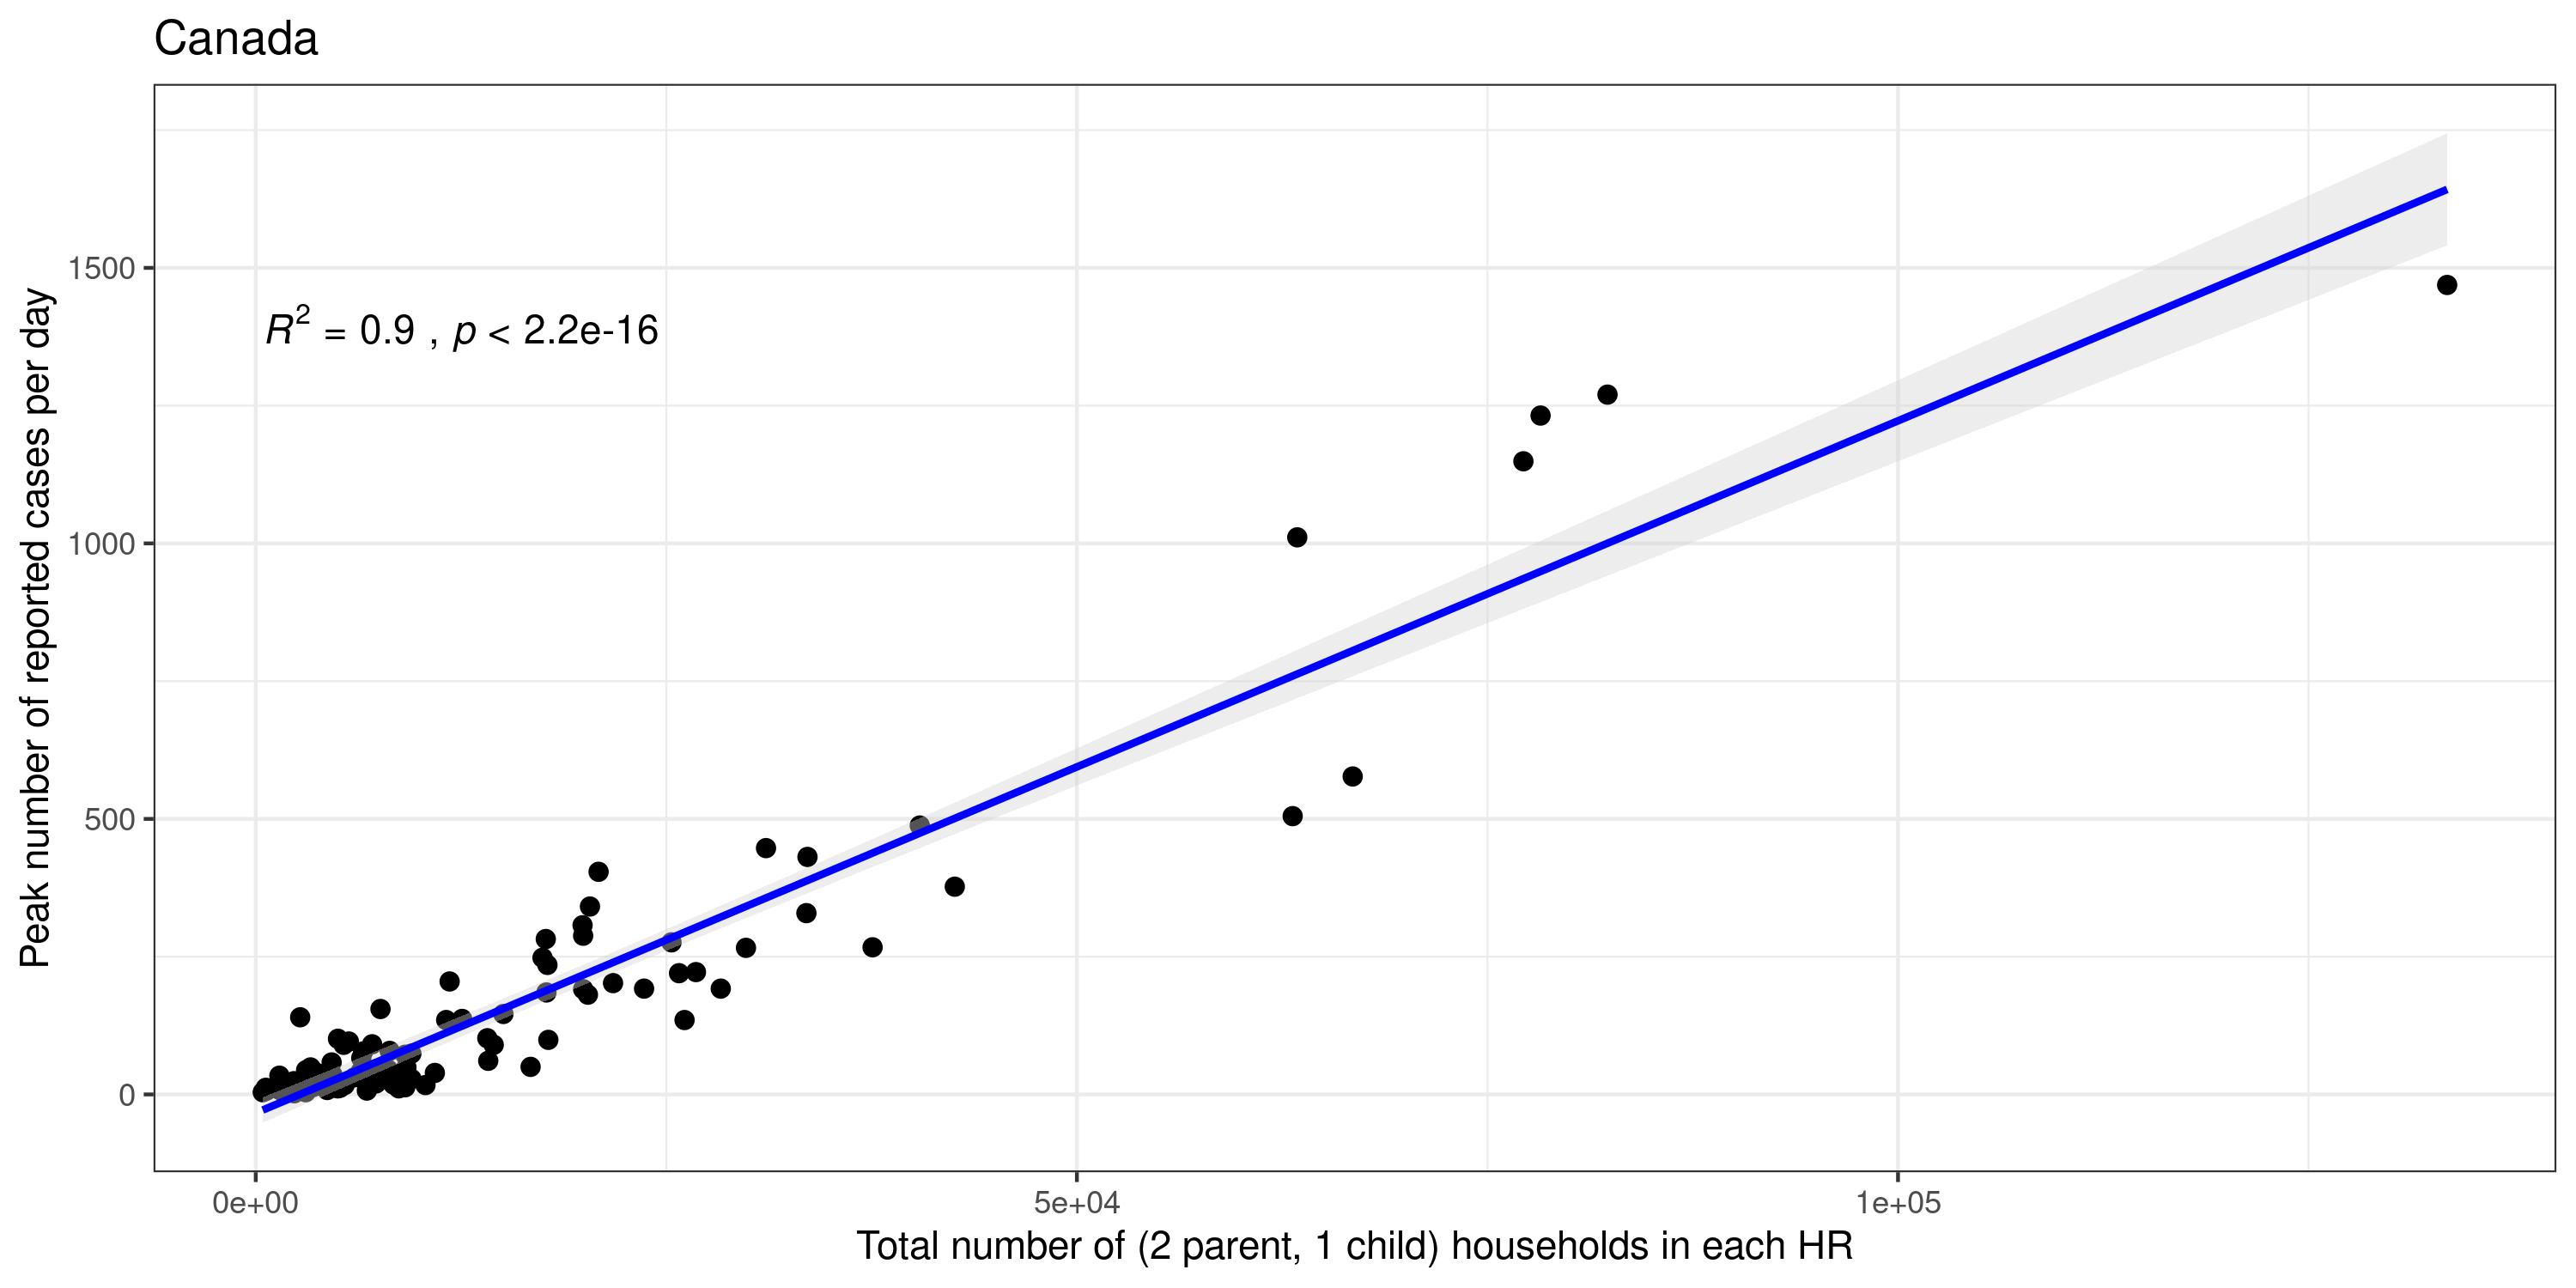 Canada
Peak number of reported cases per day
1500
1000
500
0
R² = 0.9 , p < 2.2e-16
0e+00 5e+04 1e+05
Total number of (2 parent, 1 child) households in each HR